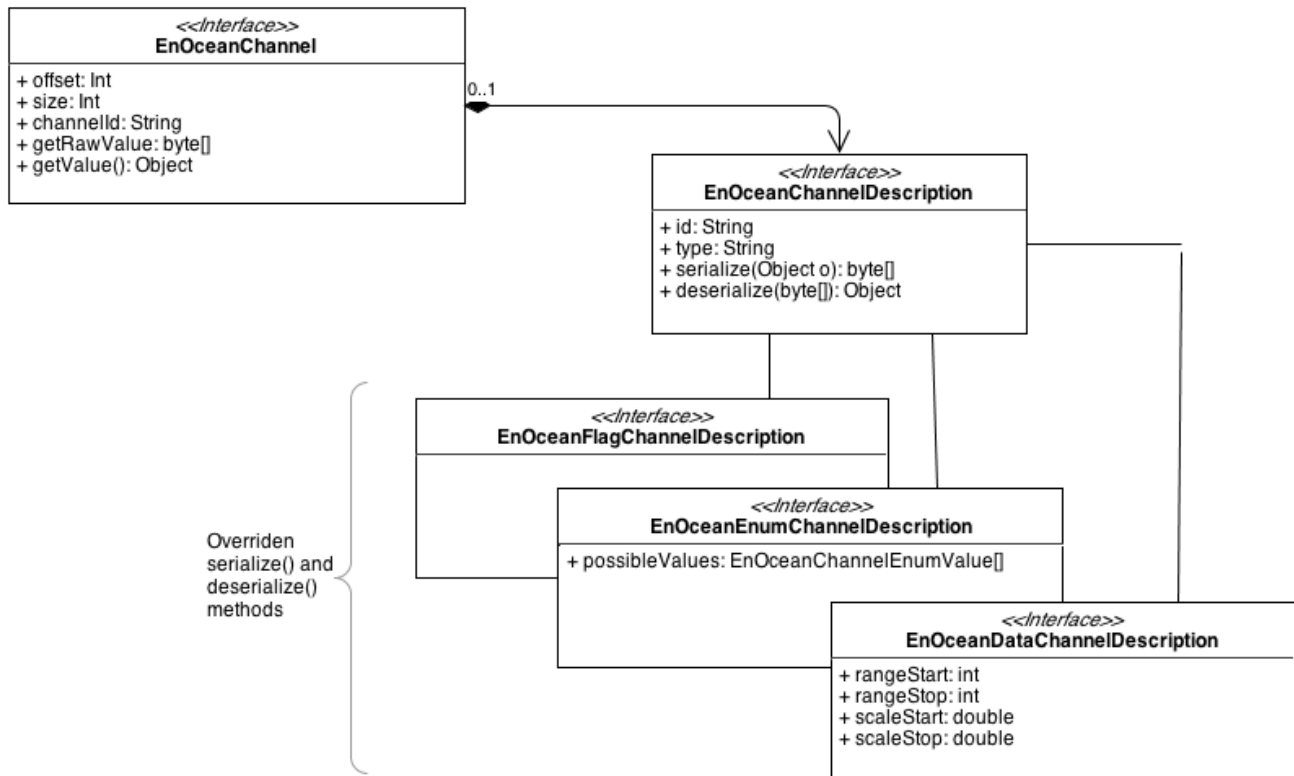 <<Interface>>
EnOceanChannel
+ offset: Int
+ size: Int
+ channelId: String
+ getRawValue: byte[]
+ getValue(): Object
0..1
<<Interface>>
EnOceanChannelDescription
+ id: String
+ type: String
+ serialize(Object o): byte[]
+ deserialize(byte[]): Object
<<Interface>>
EnOceanFlagChannelDescription
<<Interface>>
EnOceanEnumChannelDescription
+ possibleValues: EnOceanChannelEnumValue[]
Overriden
serialize() and
deserialize()
methods
<<Interface>>
EnOceanDataChannelDescription
+ rangeStart: int
+ rangeStop: int
+ scaleStart: double
+ scaleStop: double